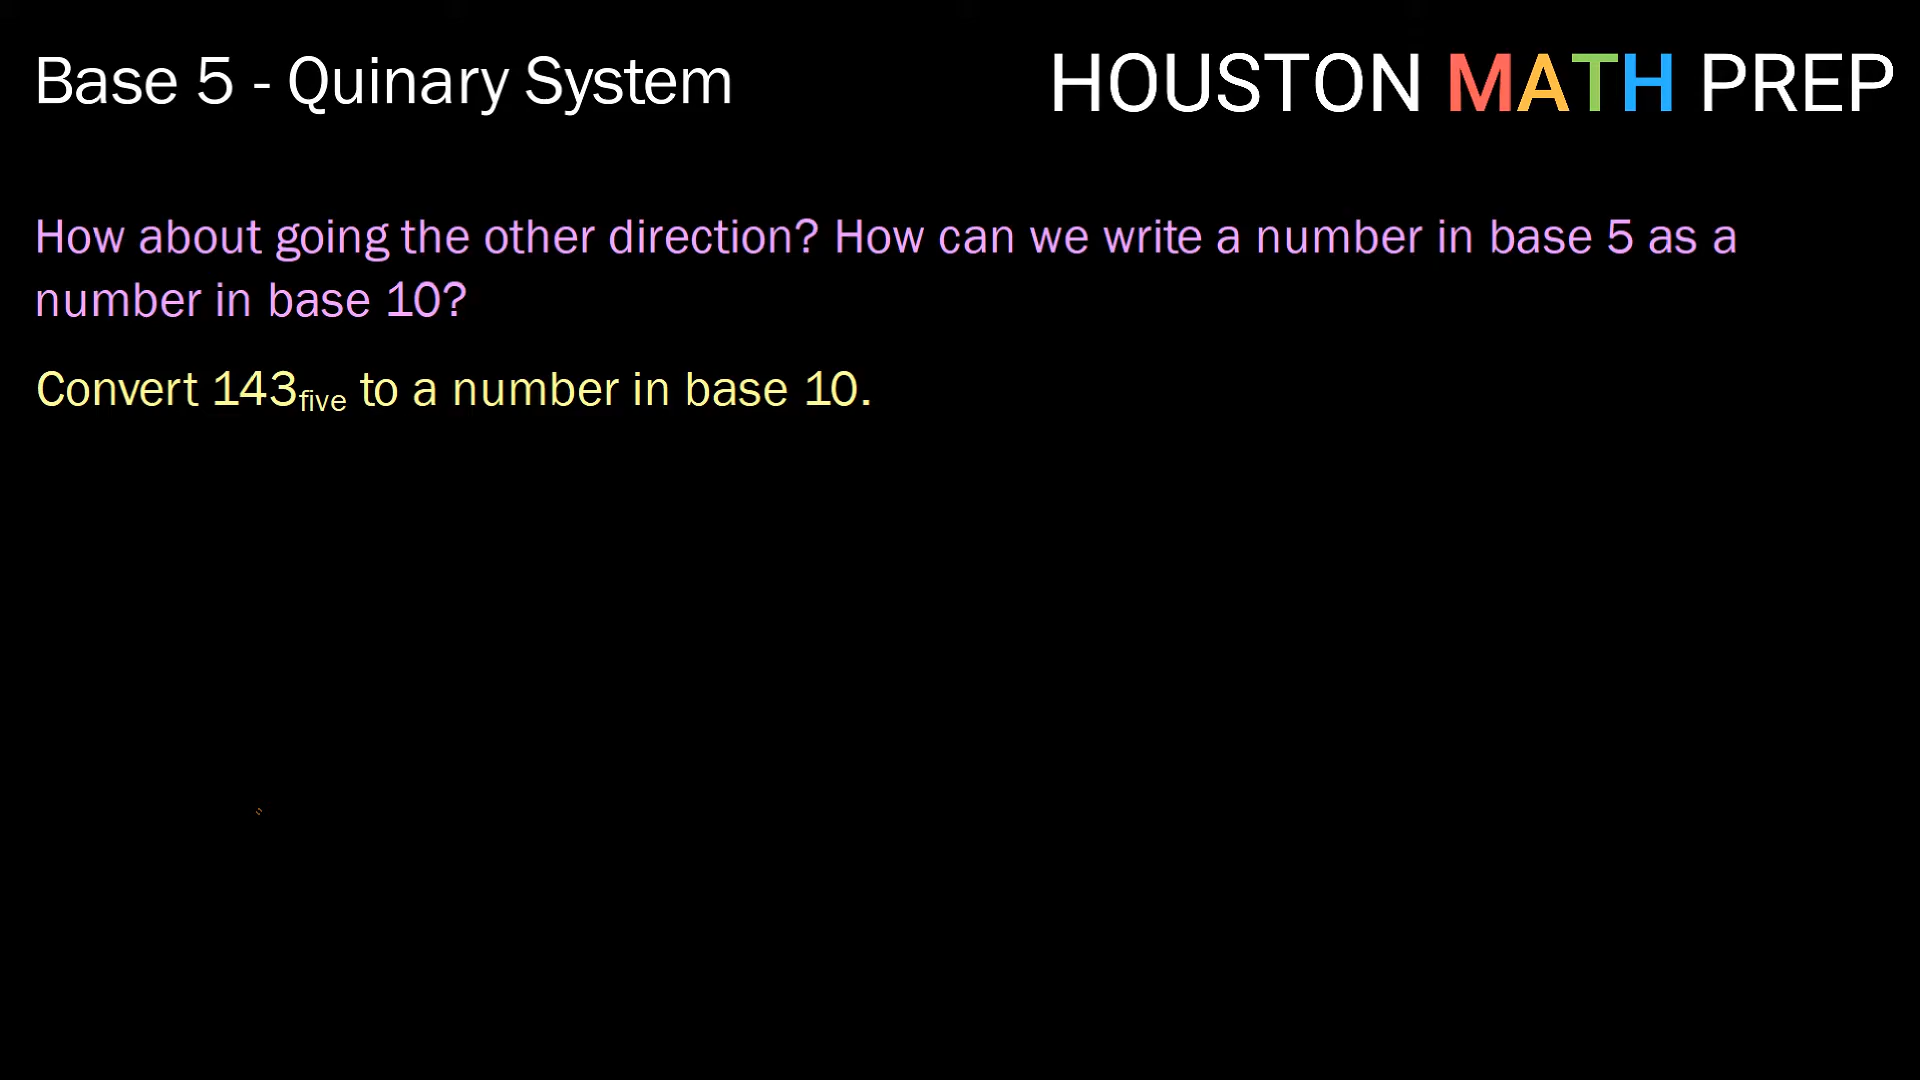 Base 5 - Quinary System
HOUSTON MATH PREP
How about going the other direction? How can we write a number in base 5 as a
number in base 10?
Convert 143five to a number in base 10.